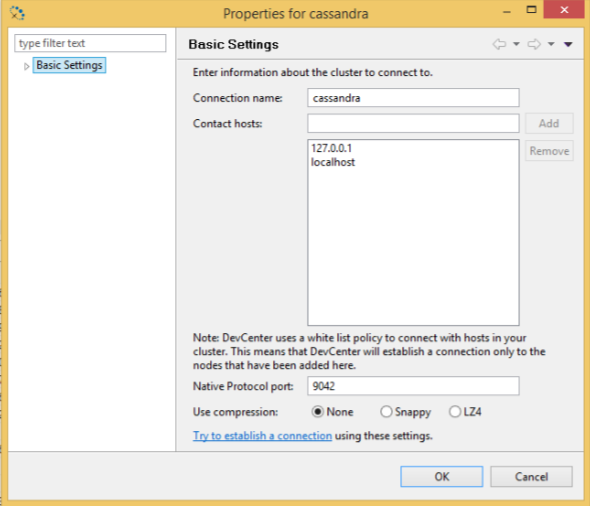 Properties for cassandra
type filter text
Basic Settings
Basic Settings
Enter information about the cluster to connect to.
Connection name: cassandra
Contact hosts:
Add
127.0.0.1
Remove
localhost
Note: DevCenter uses a white list policy to connect with hosts in your
cluster. This means that DevCenter will establish a connection only to the
nodes that have been added here.
Native Protocol port: 9042
Use compression: None Snappy LZ4
Try to establish a connection using these settings.
OK Cancel